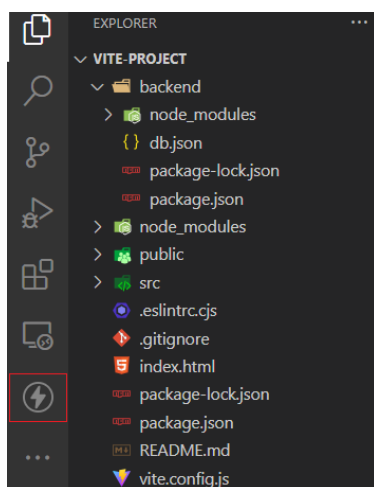 EXPLORER
VITE-PROJECT
backend
node_modules
{} db.json
package-lock.json
package.json
node_modules
public
src
.eslintrc.cjs
.gitignore
index.html
package-lock.json
package.json
README.md
vite.config.js